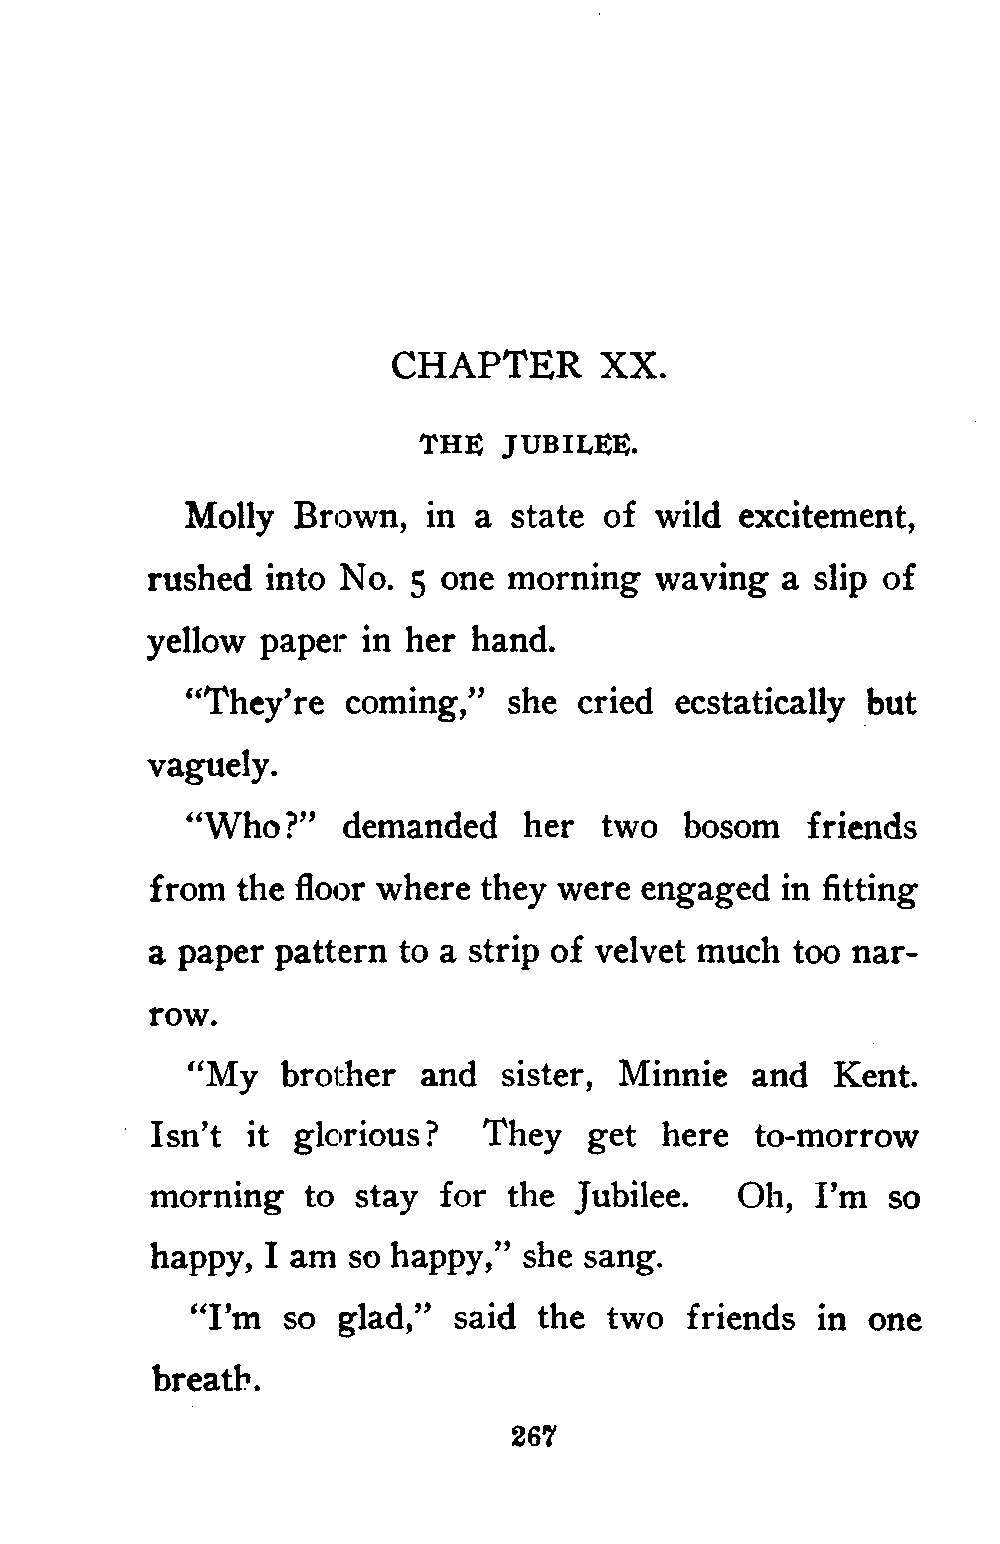 CHAPTER XX.
THE JUBILEE.
Molly Brown, in a state of wild excitement,
rushed into No. 5 one morning waving a slip of
yellow paper in her hand.
“They’re coming,” she cried ecstatically but
vaguely.
“Who?” demanded her two bosom friends
from the floor where they were engaged in fitting
a paper pattern to a strip of velvet much too nar-
row.
“My brother and sister, Minnie and Kent.
Isn’t it glorious? They get here to-morrow
morning to stay for the Jubilee. Oh, I’m so
happy, I am so happy,” she sang.
“I’m so glad,” said the two friends in one
breath.
267